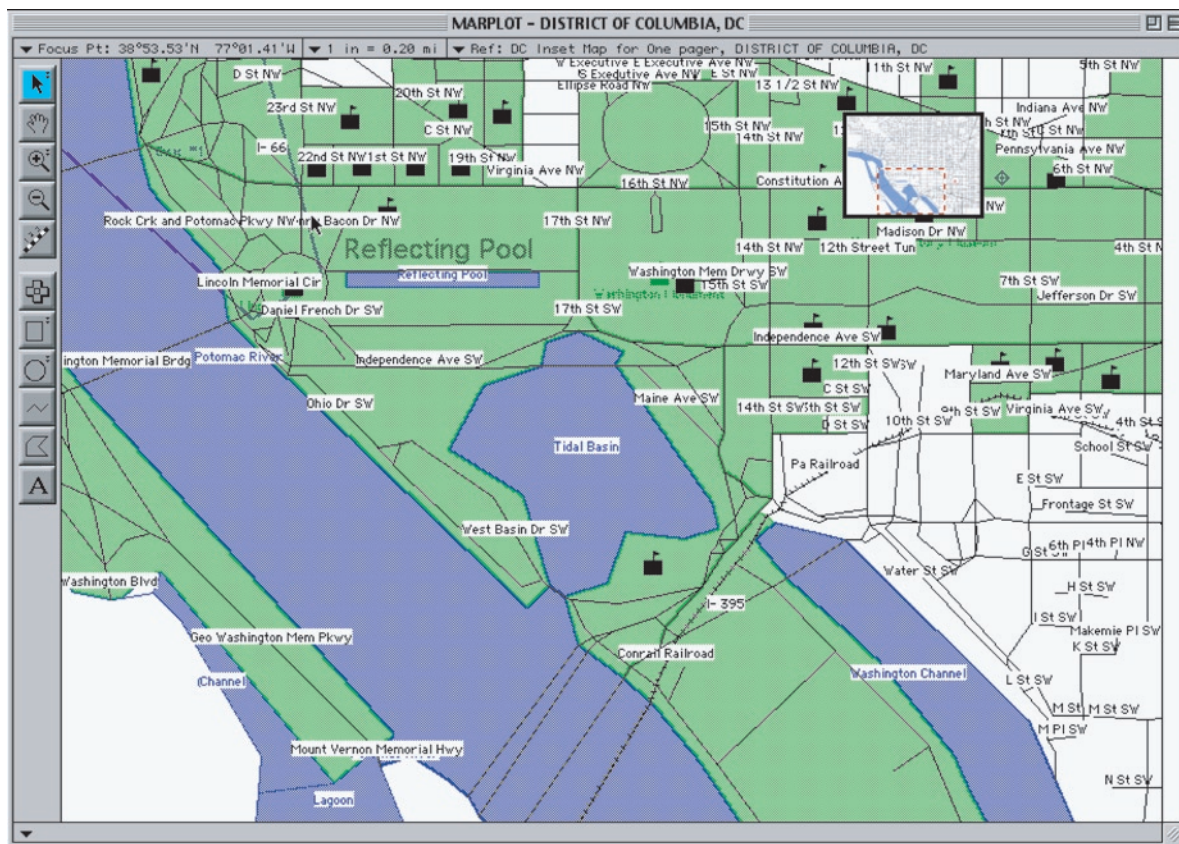 MARPLOT - DISTRICT OF COLUMBIA, DC
Focus Pt: 38°53.53'N 77°01.41'W
1 in = 0.20 mi
Ref: DC Inset Map for One pager, DISTRICT OF COLUMBIA, DC
W Executive E Executive Ave NW
11th St NW
5th St NW
D St NW
S Exedutive Ave NW
E St NW
Ellipse Road NW
13 1/2 St NW
20th St NW
23rd St NW
Indiana Ave NW
C St NW
15th St NW
14th St NW
C St NW
I- 66
Pennsylvania Ave NW
22nd St NW
1st St NW
19th St NW
Virginia Ave NW
6th St NW
16th St NW
Constitution A
Rock Crk and Potomac Pkwy NW
Bacon Dr NW
17th St NW
Madison Dr NW
Reflecting Pool
14th St NW
12th Street Tun
4th St N
Reflecting Pool
Washington Mem Drwy SW
Lincoln Memorial Cir
15th St SW
7th St SW
Jefferson Dr SW
Daniel French Dr SW
17th St SW
Independence Ave SW
ington Memorial Brdg
Potomac River
Independence Ave SW
12th St SW
Maryland Ave SW
C St SW
Ohio Dr SW
Maine Ave SW
14th St SW
Virginia Ave SW
D St SW
10th St SW
4th St
Tidal Basin
School St SW
Pa Railroad
E St SW
Frontage St SW
West Basin Dr SW
6th Pl
4th Pl NW
Water St SW
Washington Blvd
H St SW
I- 395
I St SW
Geo Washington Mem Pkwy
Makemie Pl SW
K St SW
Conrail Railroad
(Channel
Washington Channel
L St SW
M St
M St SW
M Pl SW
Mount Vernon Memorial Hwy
N St SW
Lagoon
A